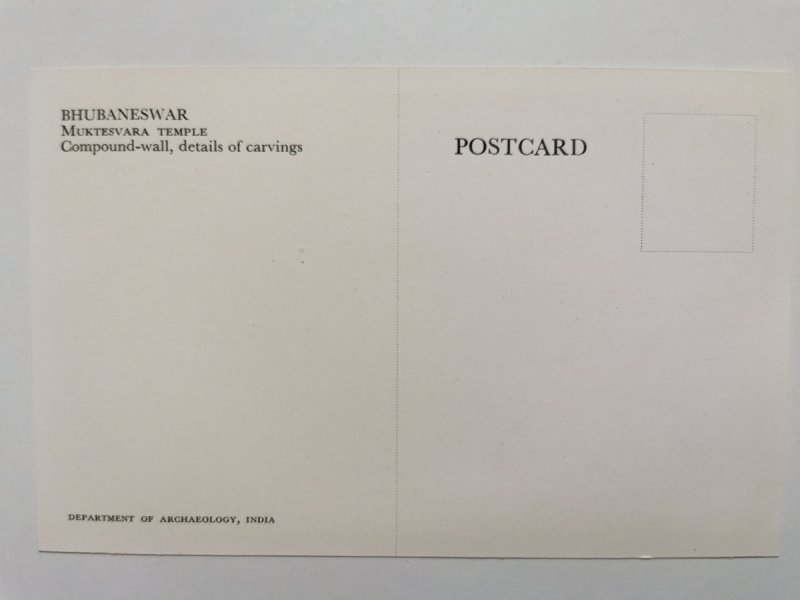 BHUBANESWAR
MUKTESVARA TEMPLE
Compound-wall, details of carvings
POSTCARD
DEPARTMENT OF ARCHAEOLOGY, INDIA